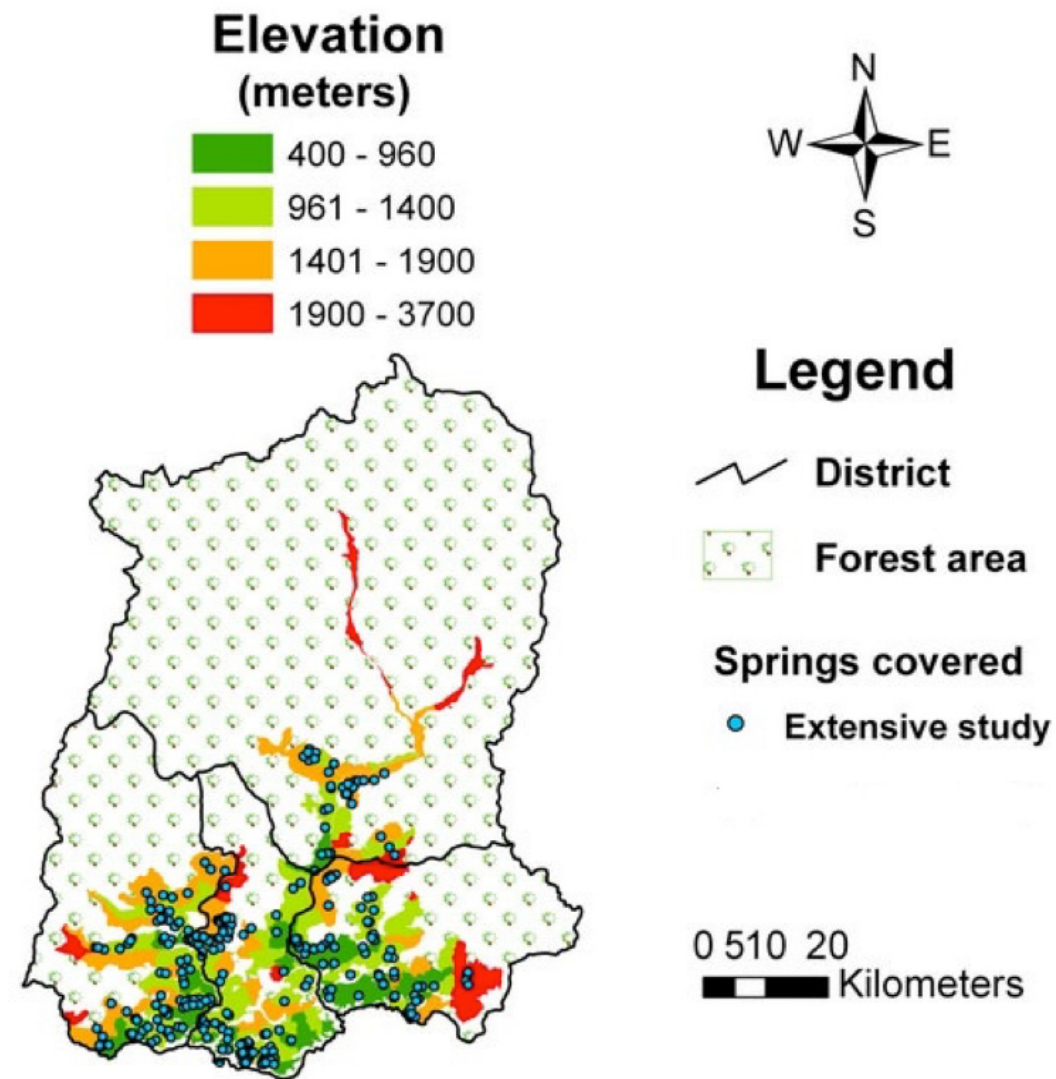 Elevation
(meters)
400 - 960
961 - 1400
1401 - 1900
1900 - 3700
N
W E
S
Legend
District
Forest area
Springs covered
Extensive study
0 510 20
Kilometers